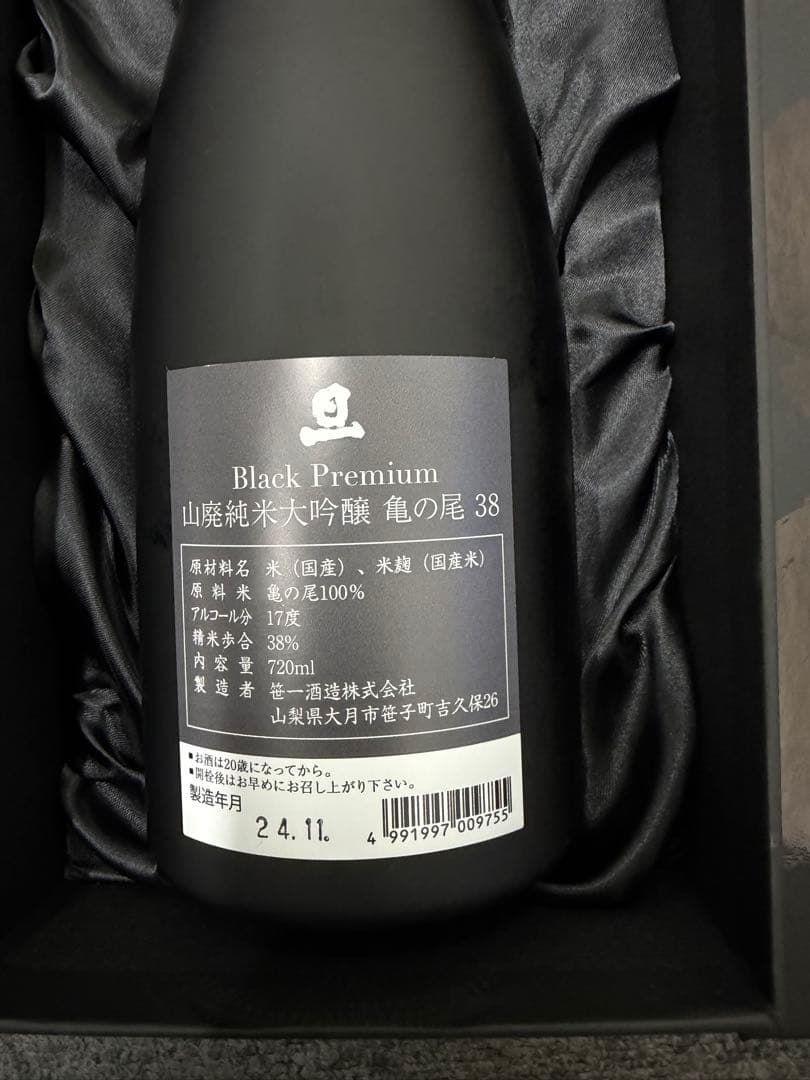 旦
Black Premium
山廃純米大吟醸 亀の尾 38
原材料名 米（国産）、米麹（国産米）
原料米 亀の尾100%
アルコール分 17度
精米歩合 38%
内容量 720ml
製造者 笹一酒造株式会社
山梨県大月市笹子町吉久保26
▪お酒は20歳になってから。
▪開栓後はお早めにお召し上がり下さい。
製造年月
24.11。
4 991997 009755